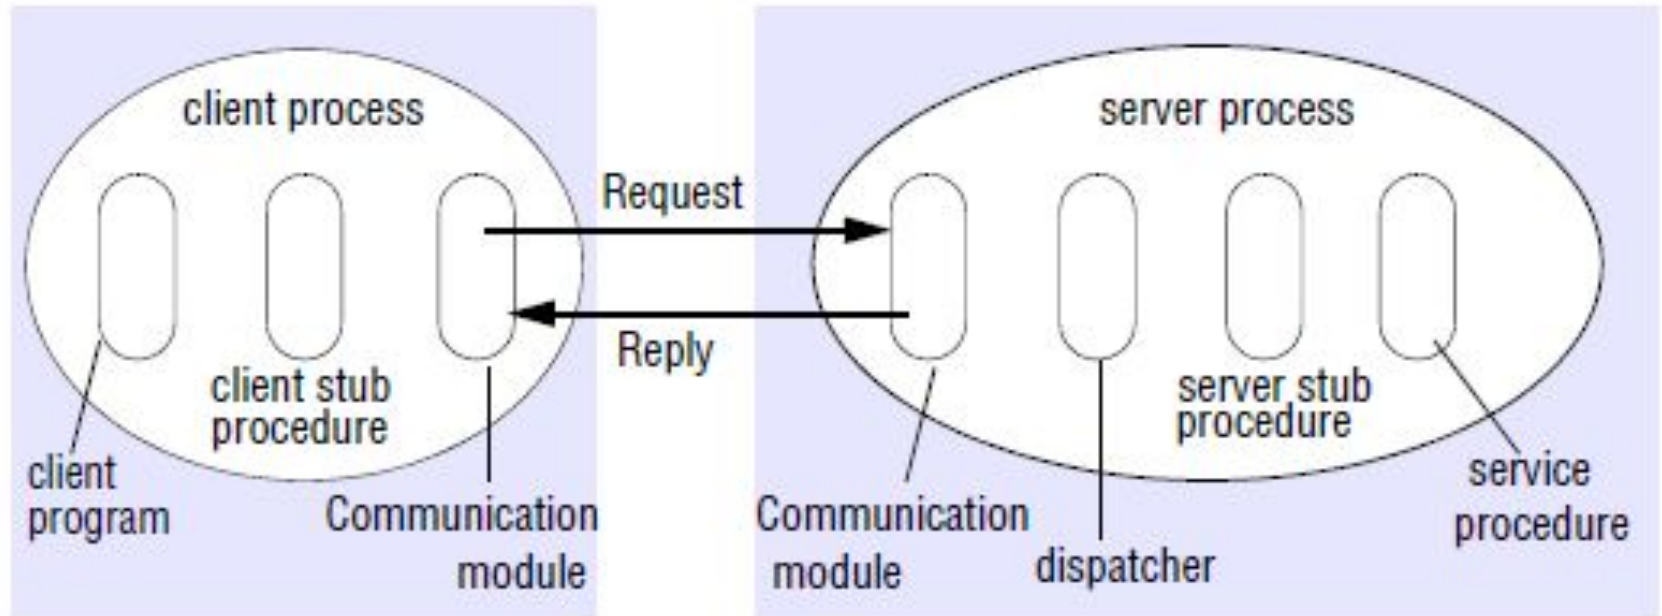 client process
server process
Request
Reply
client stub
procedure
server stub
procedure
client
program
Communication
module
Communication
module
dispatcher
service
procedure